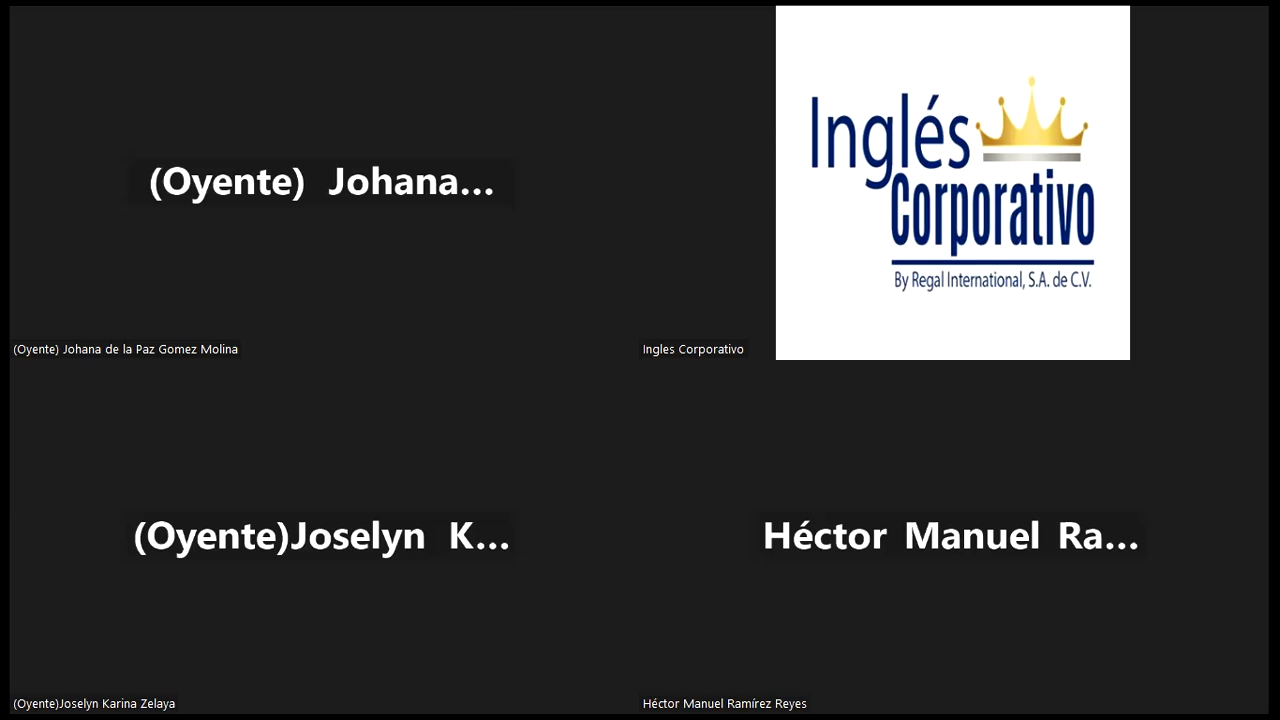 (Oyente) Johana...
(Oyente) Johana de la Paz Gomez Molina
Inglés
Corporativo
By Regal International, S.A. de C.V.
Ingles Corporativo
(Oyente)Joselyn K...
(Oyente)Joselyn Karina Zelaya
Héctor Manuel Ra...
Héctor Manuel Ramírez Reyes